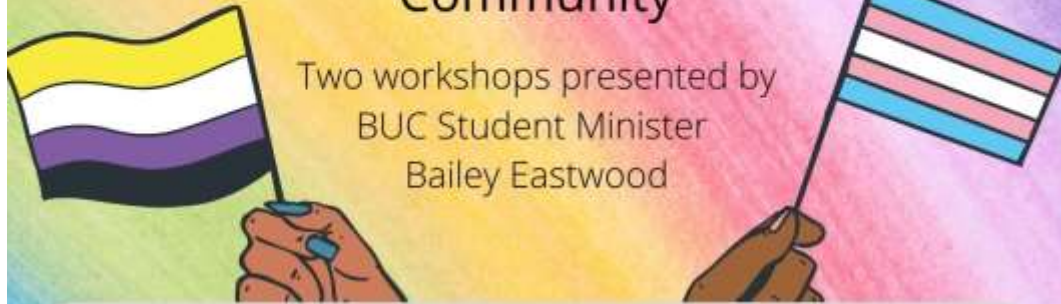 Community
Two workshops presented by
BUC Student Minister
Bailey Eastwood